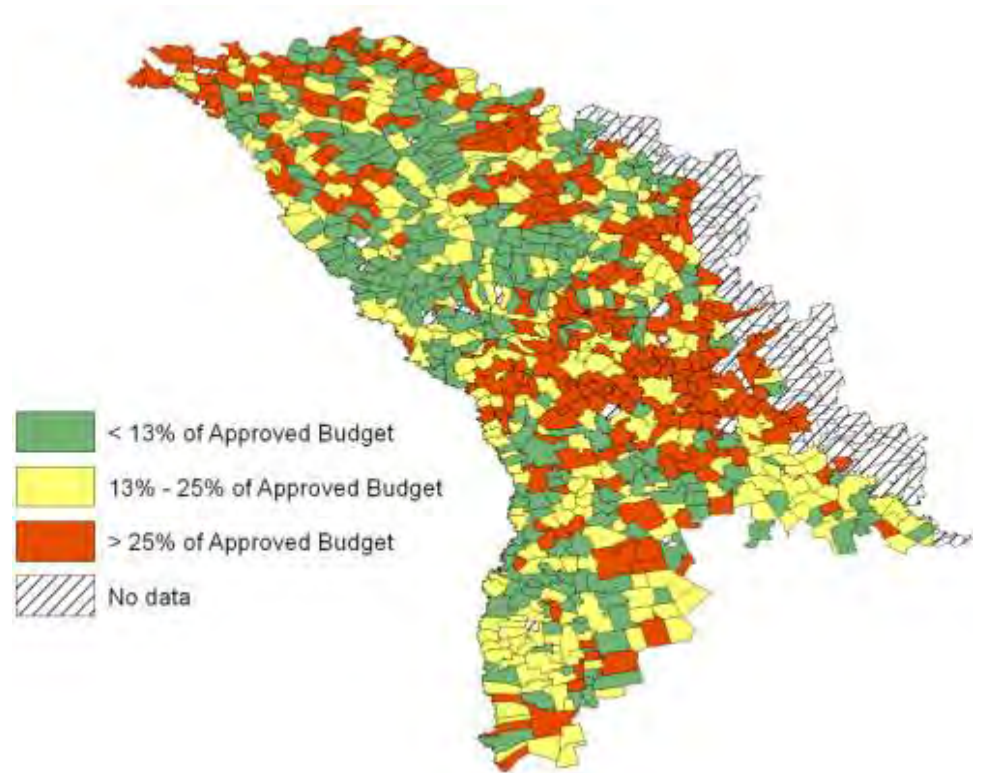 < 13% of Approved Budget
13% - 25% of Approved Budget
> 25% of Approved Budget
No data